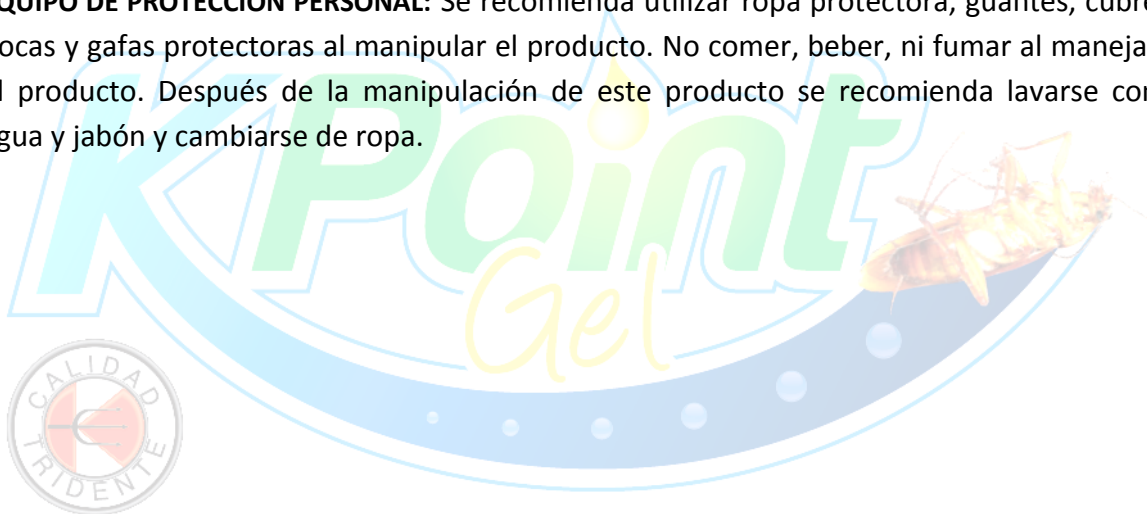 QUIPO DE PROTECCION PERSONAL: Se recomienda utilizar ropa protectora, guantes, cubre
ocas y gafas protectoras al manipular el producto. No comer, beber, ni fumar al maneja
l producto. Después de la manipulación de este producto se recomienda lavarse con
gua y jabón y cambiarse de ropa.
KPoint
Gel
CALIDAD
TRIDENTE